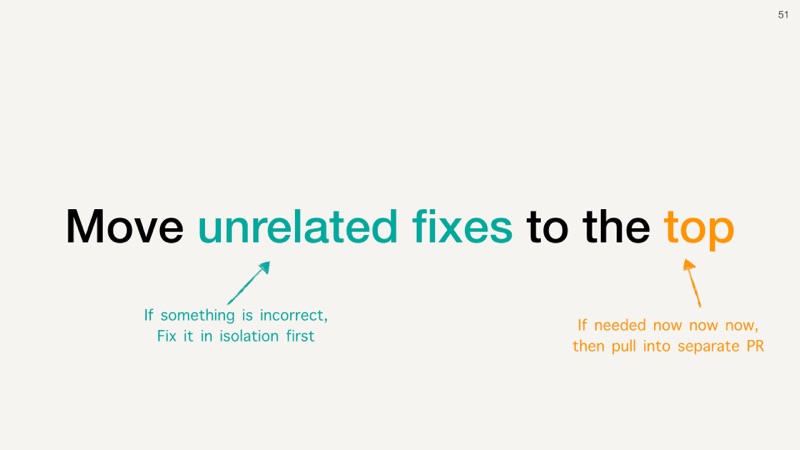 51
Move unrelated fixes to the top
If something is incorrect,
Fix it in isolation first
If needed now now now,
then pull into separate PR